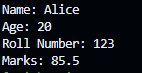 Name: Alice
Age: 20
Roll Number: 123
Marks: 85.5